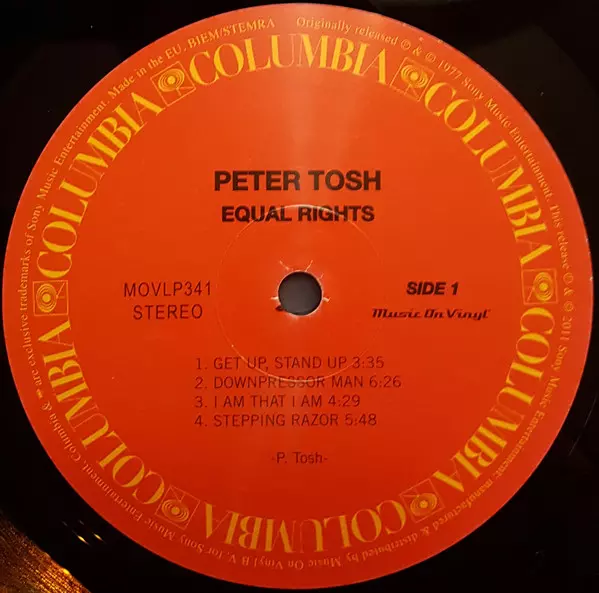 COLUMBIA COLUMBIA COLUMBIA COLUMBIA COLUMBIA COLUMBIA COLUMBIA
Columbia & are exclusive trademarks of Sony Music Entertainment. Made in the EU. BIEM/STEMRA
Originally released ℗ & © 1977 Sony Music Entertainment. This release ℗ & © 2011 Sony Music Entertainment; manufactured & distributed by Music On Vinyl B.V. for Sony Music Entertainment.
PETER TOSH
EQUAL RIGHTS
MOVLP341
STEREO
SIDE 1
Music On Vinyl
1. GET UP, STAND UP 3:35
2. DOWNPRESSOR MAN 6:26
3. I AM THAT I AM 4:29
4. STEPPING RAZOR 5:48
-P. Tosh-